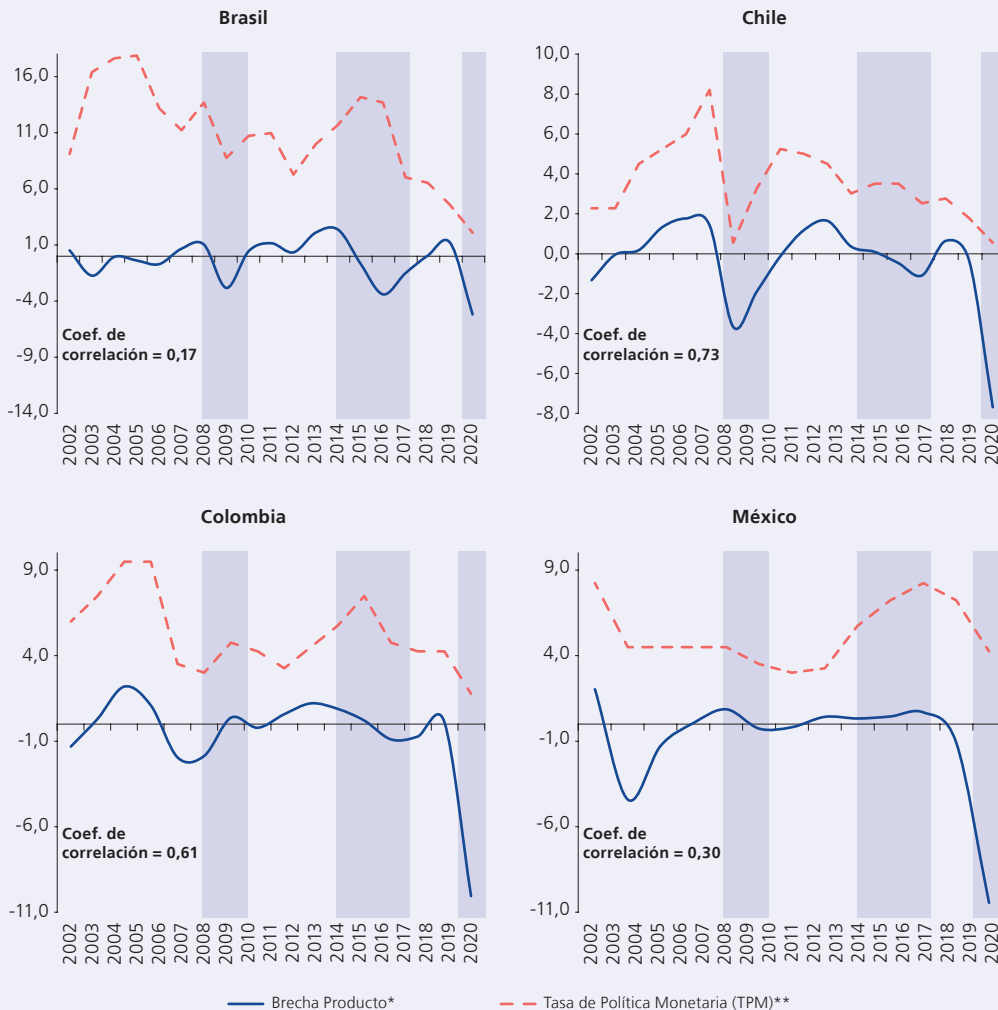 Brasil
16,0
11,0
6,0
1,0
-4,0
-9,0
-14,0
Coef. de
correlación = 0,17
2002 2003 2004 2005 2006 2007 2008 2009 2010 2011 2012 2013 2014 2015 2016 2017 2018 2019 2020
Chile
10,0
8,0
6,0
4,0
2,0
0,0
-2,0
-4,0
-6,0
-8,0
Coef. de
correlación = 0,73
2002 2003 2004 2005 2006 2007 2008 2009 2010 2011 2012 2013 2014 2015 2016 2017 2018 2019 2020
Colombia
9,0
4,0
-1,0
-6,0
-11,0
Coef. de
correlación = 0,61
2002 2003 2004 2005 2006 2007 2008 2009 2010 2011 2012 2013 2014 2015 2016 2017 2018 2019 2020
México
9,0
4,0
-1,0
-6,0
-11,0
Coef. de
correlación = 0,30
2002 2003 2004 2005 2006 2007 2008 2009 2010 2011 2012 2013 2014 2015 2016 2017 2018 2019 2020
Brecha Producto*
Tasa de Política Monetaria (TPM)**